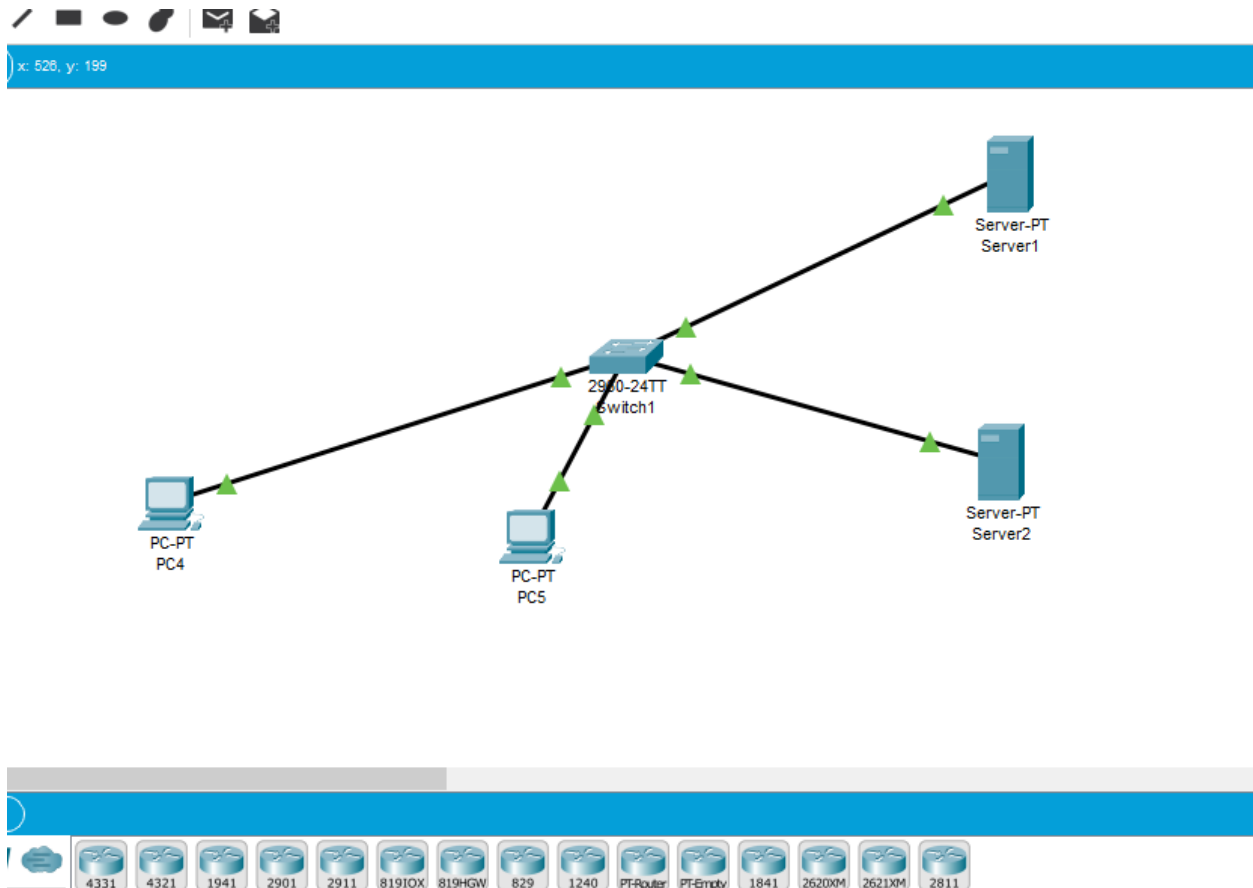 x: 526, y: 199
Server-PT
Server1
2960-24TT
Switch1
Server-PT
Server2
PC-PT
PC4
PC-PT
PC5
4331 4321 1941 2901 2911 819IOX 819HGW 829 1240 PT-Router PT-Empty 1841 2620XM 2621XM 2811